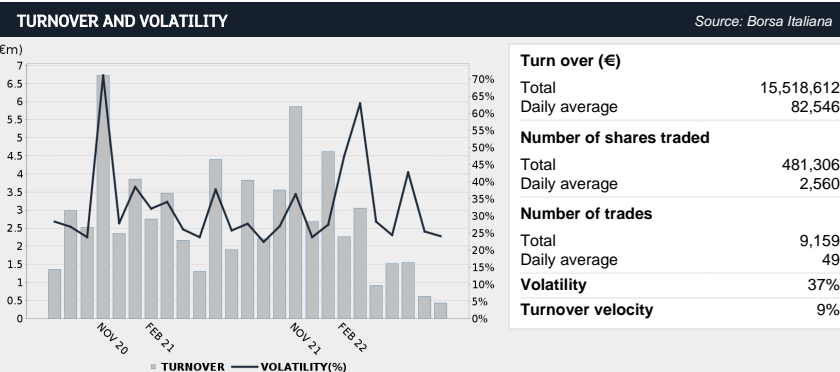 TURNOVER AND VOLATILITY
Source: Borsa Italiana
€m)
7
6.5
6
5.5
5
4.5
4
3.5
3
2.5
2
1.5
1
0.5
0
70%
65%
60%
55%
50%
45%
40%
35%
30%
25%
20%
15%
10%
5%
0%
NOV 20
FEB 21
NOV 21
FEB 22
TURNOVER
VOLATILITY(%)
Turn over (€)
Total 15,518,612
Daily average 82,546
Number of shares traded
Total 481,306
Daily average 2,560
Number of trades
Total 9,159
Daily average 49
Volatility 37%
Turnover velocity 9%